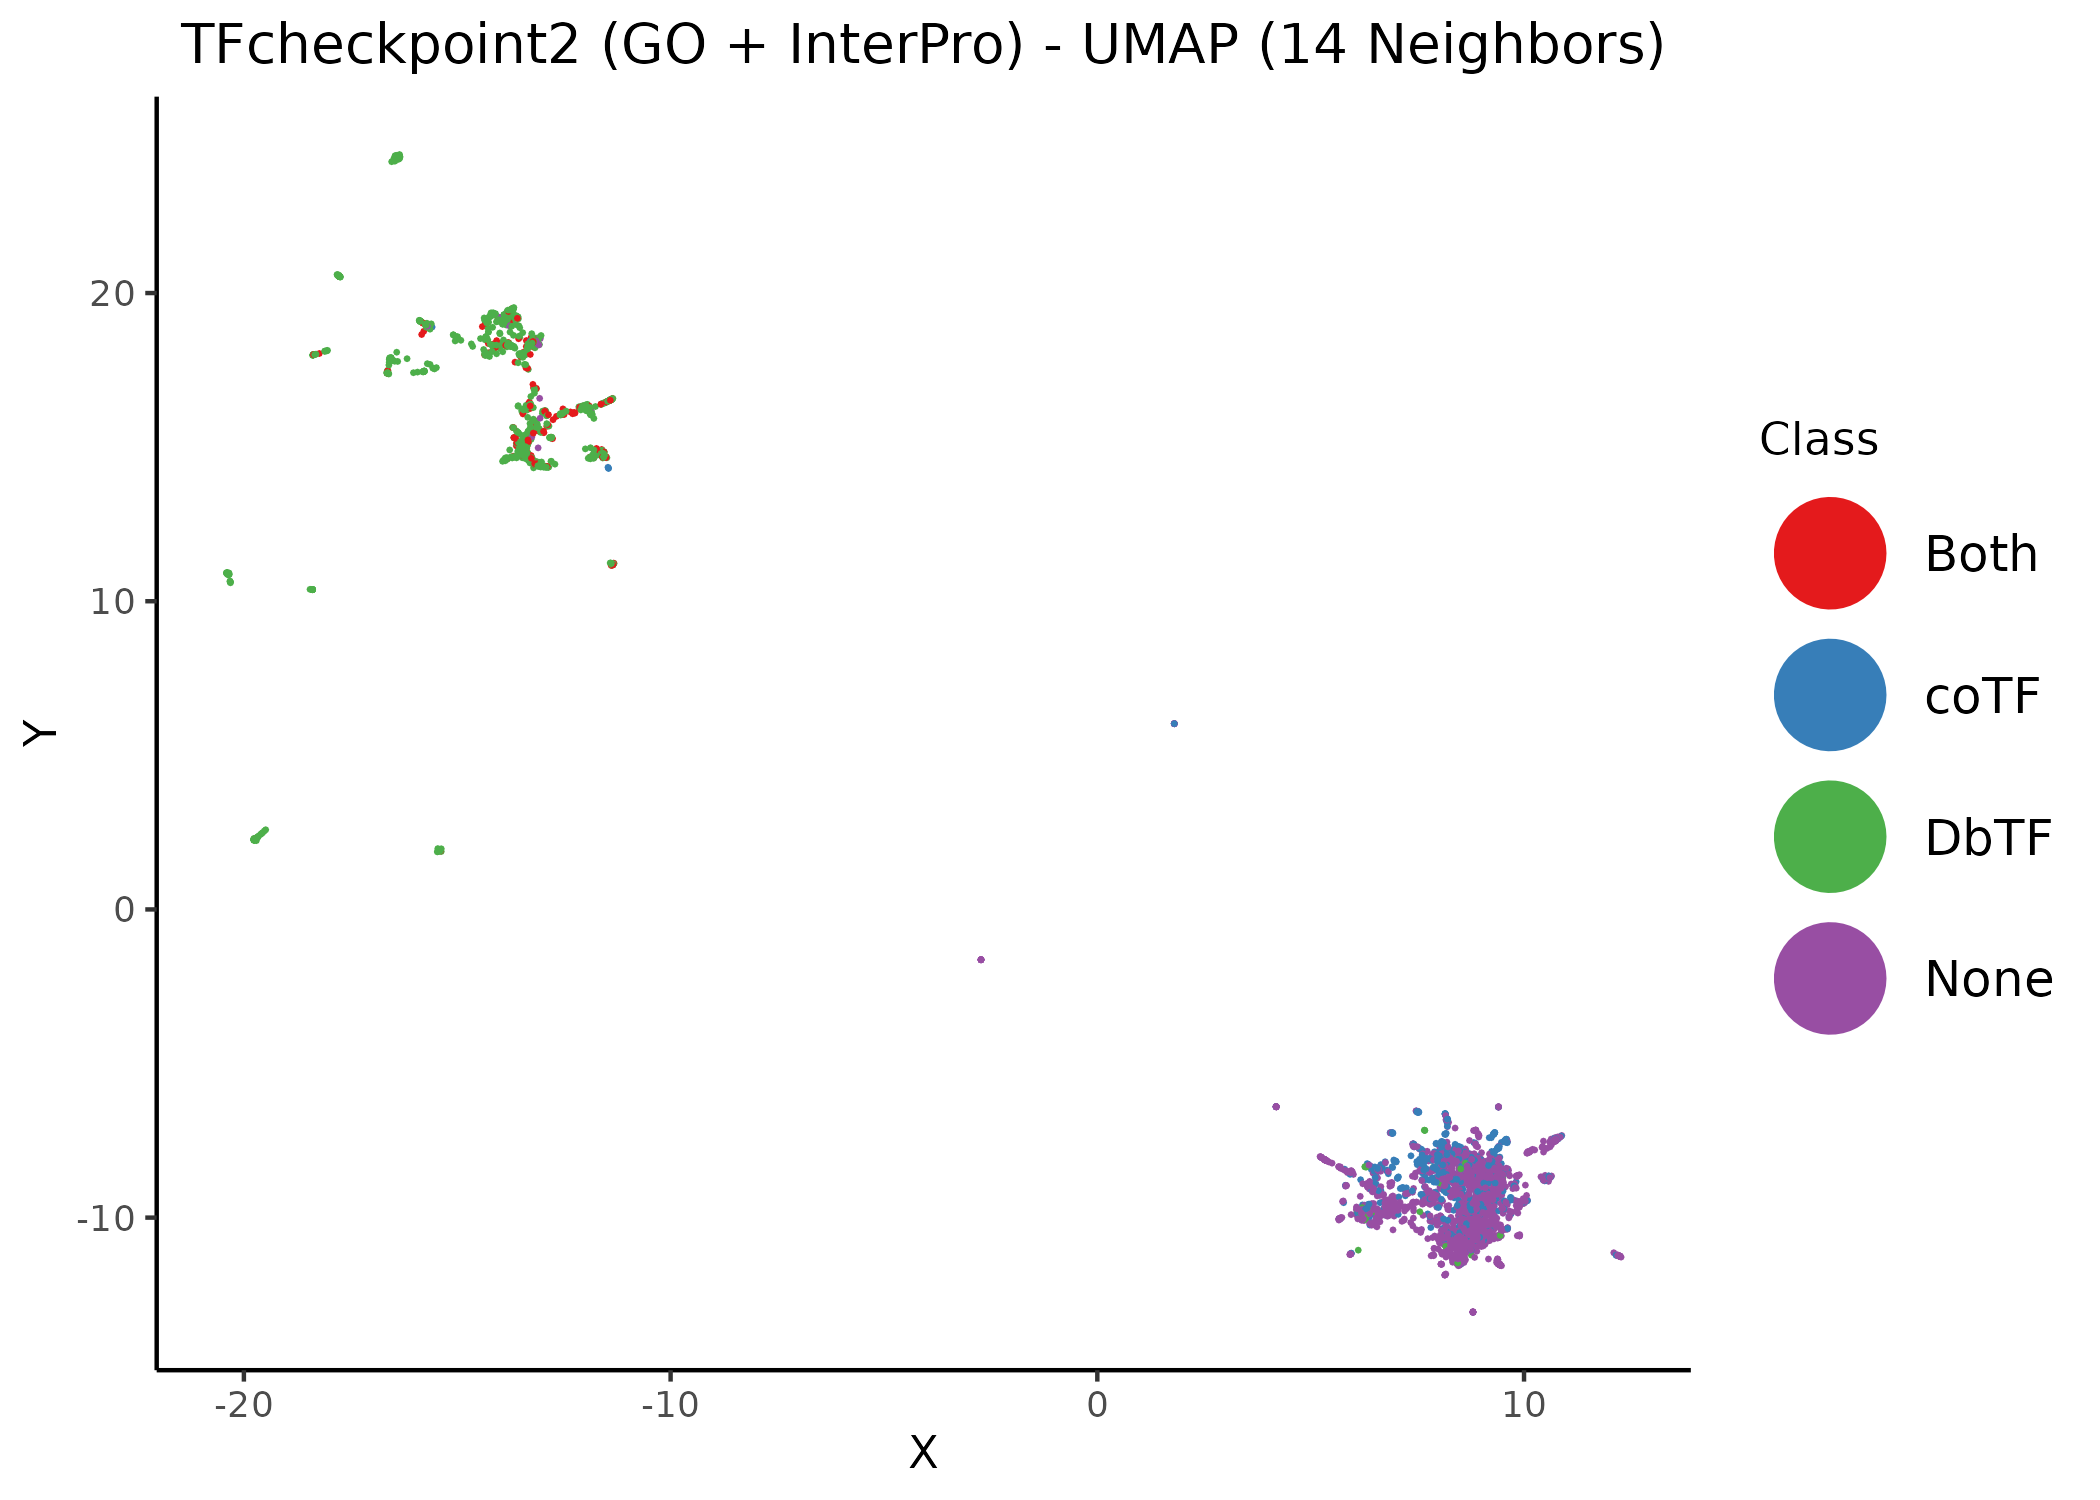 TFcheckpoint2 (GO + InterPro) - UMAP (14 Neighbors)
20
10
0
-10
Y
-20
-10
0
10
X
Class
Both
coTF
DbTF
None